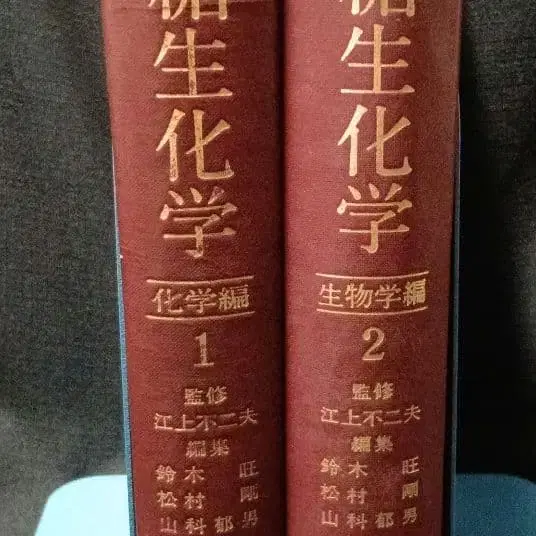 糖生化学
化学編
1
監修
江上不二夫
編集
鈴木旺
松村剛
山科郁男
糖生化学
生物学編
2
監修
江上不二夫
編集
鈴木旺
松村剛
山科郁男